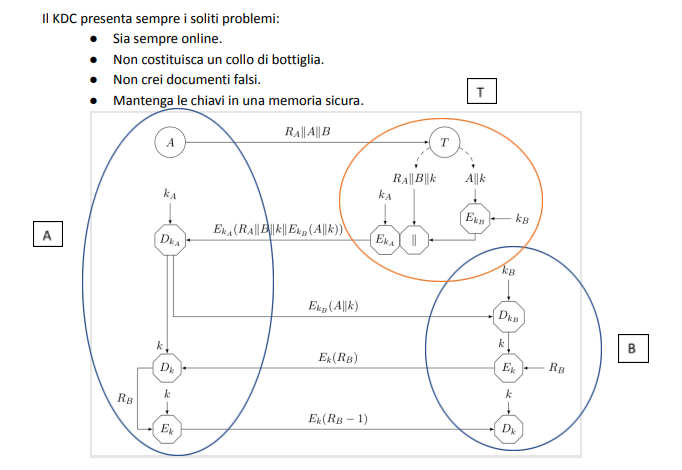 Il KDC presenta sempre i soliti problemi:
● Sia sempre online.
● Non costituisca un collo di bottiglia.
● Non crei documenti falsi.
● Mantenga le chiavi in una memoria sicura.
T
A
R_A‖A‖B
T
R_A‖B‖k
A‖k
k_A
k_A
E_{k_B}
k_B
A
D_{k_A}
E_{k_A}(R_A‖B‖k‖E_{k_B}(A‖k))
E_{k_A}
‖
k_B
E_{k_B}(A‖k)
D_{k_B}
k
k
B
D_k
E_k(R_B)
E_k
R_B
R_B
k
k
E_k
E_k(R_B − 1)
D_k